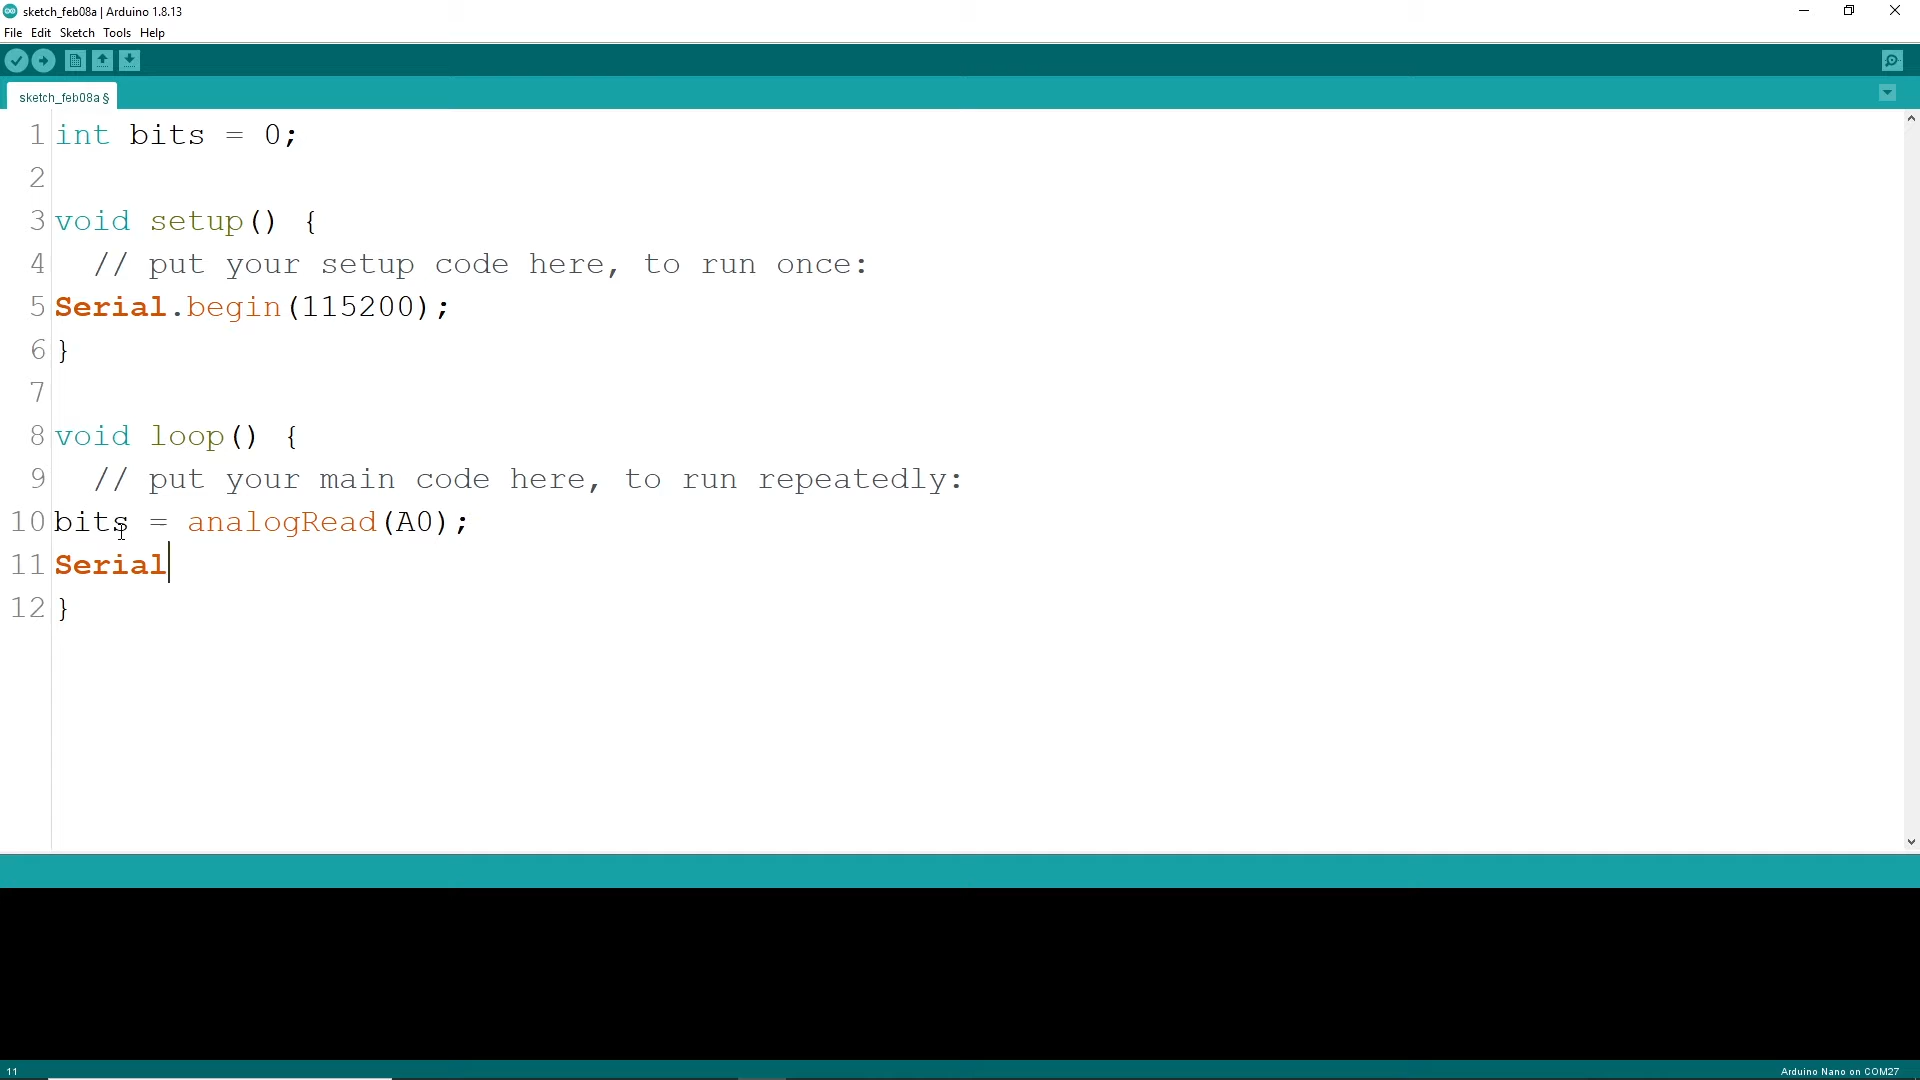 sketch_feb08a | Arduino 1.8.13
File Edit Sketch Tools Help
sketch_feb08a §
1 int bits = 0;
2
3 void setup() {
4 // put your setup code here, to run once:
5 Serial.begin(115200);
6 }
7
8 void loop() {
9 // put your main code here, to run repeatedly:
10 bits = analogRead(A0);
11 Serial
12 }
11
Arduino Nano on COM27